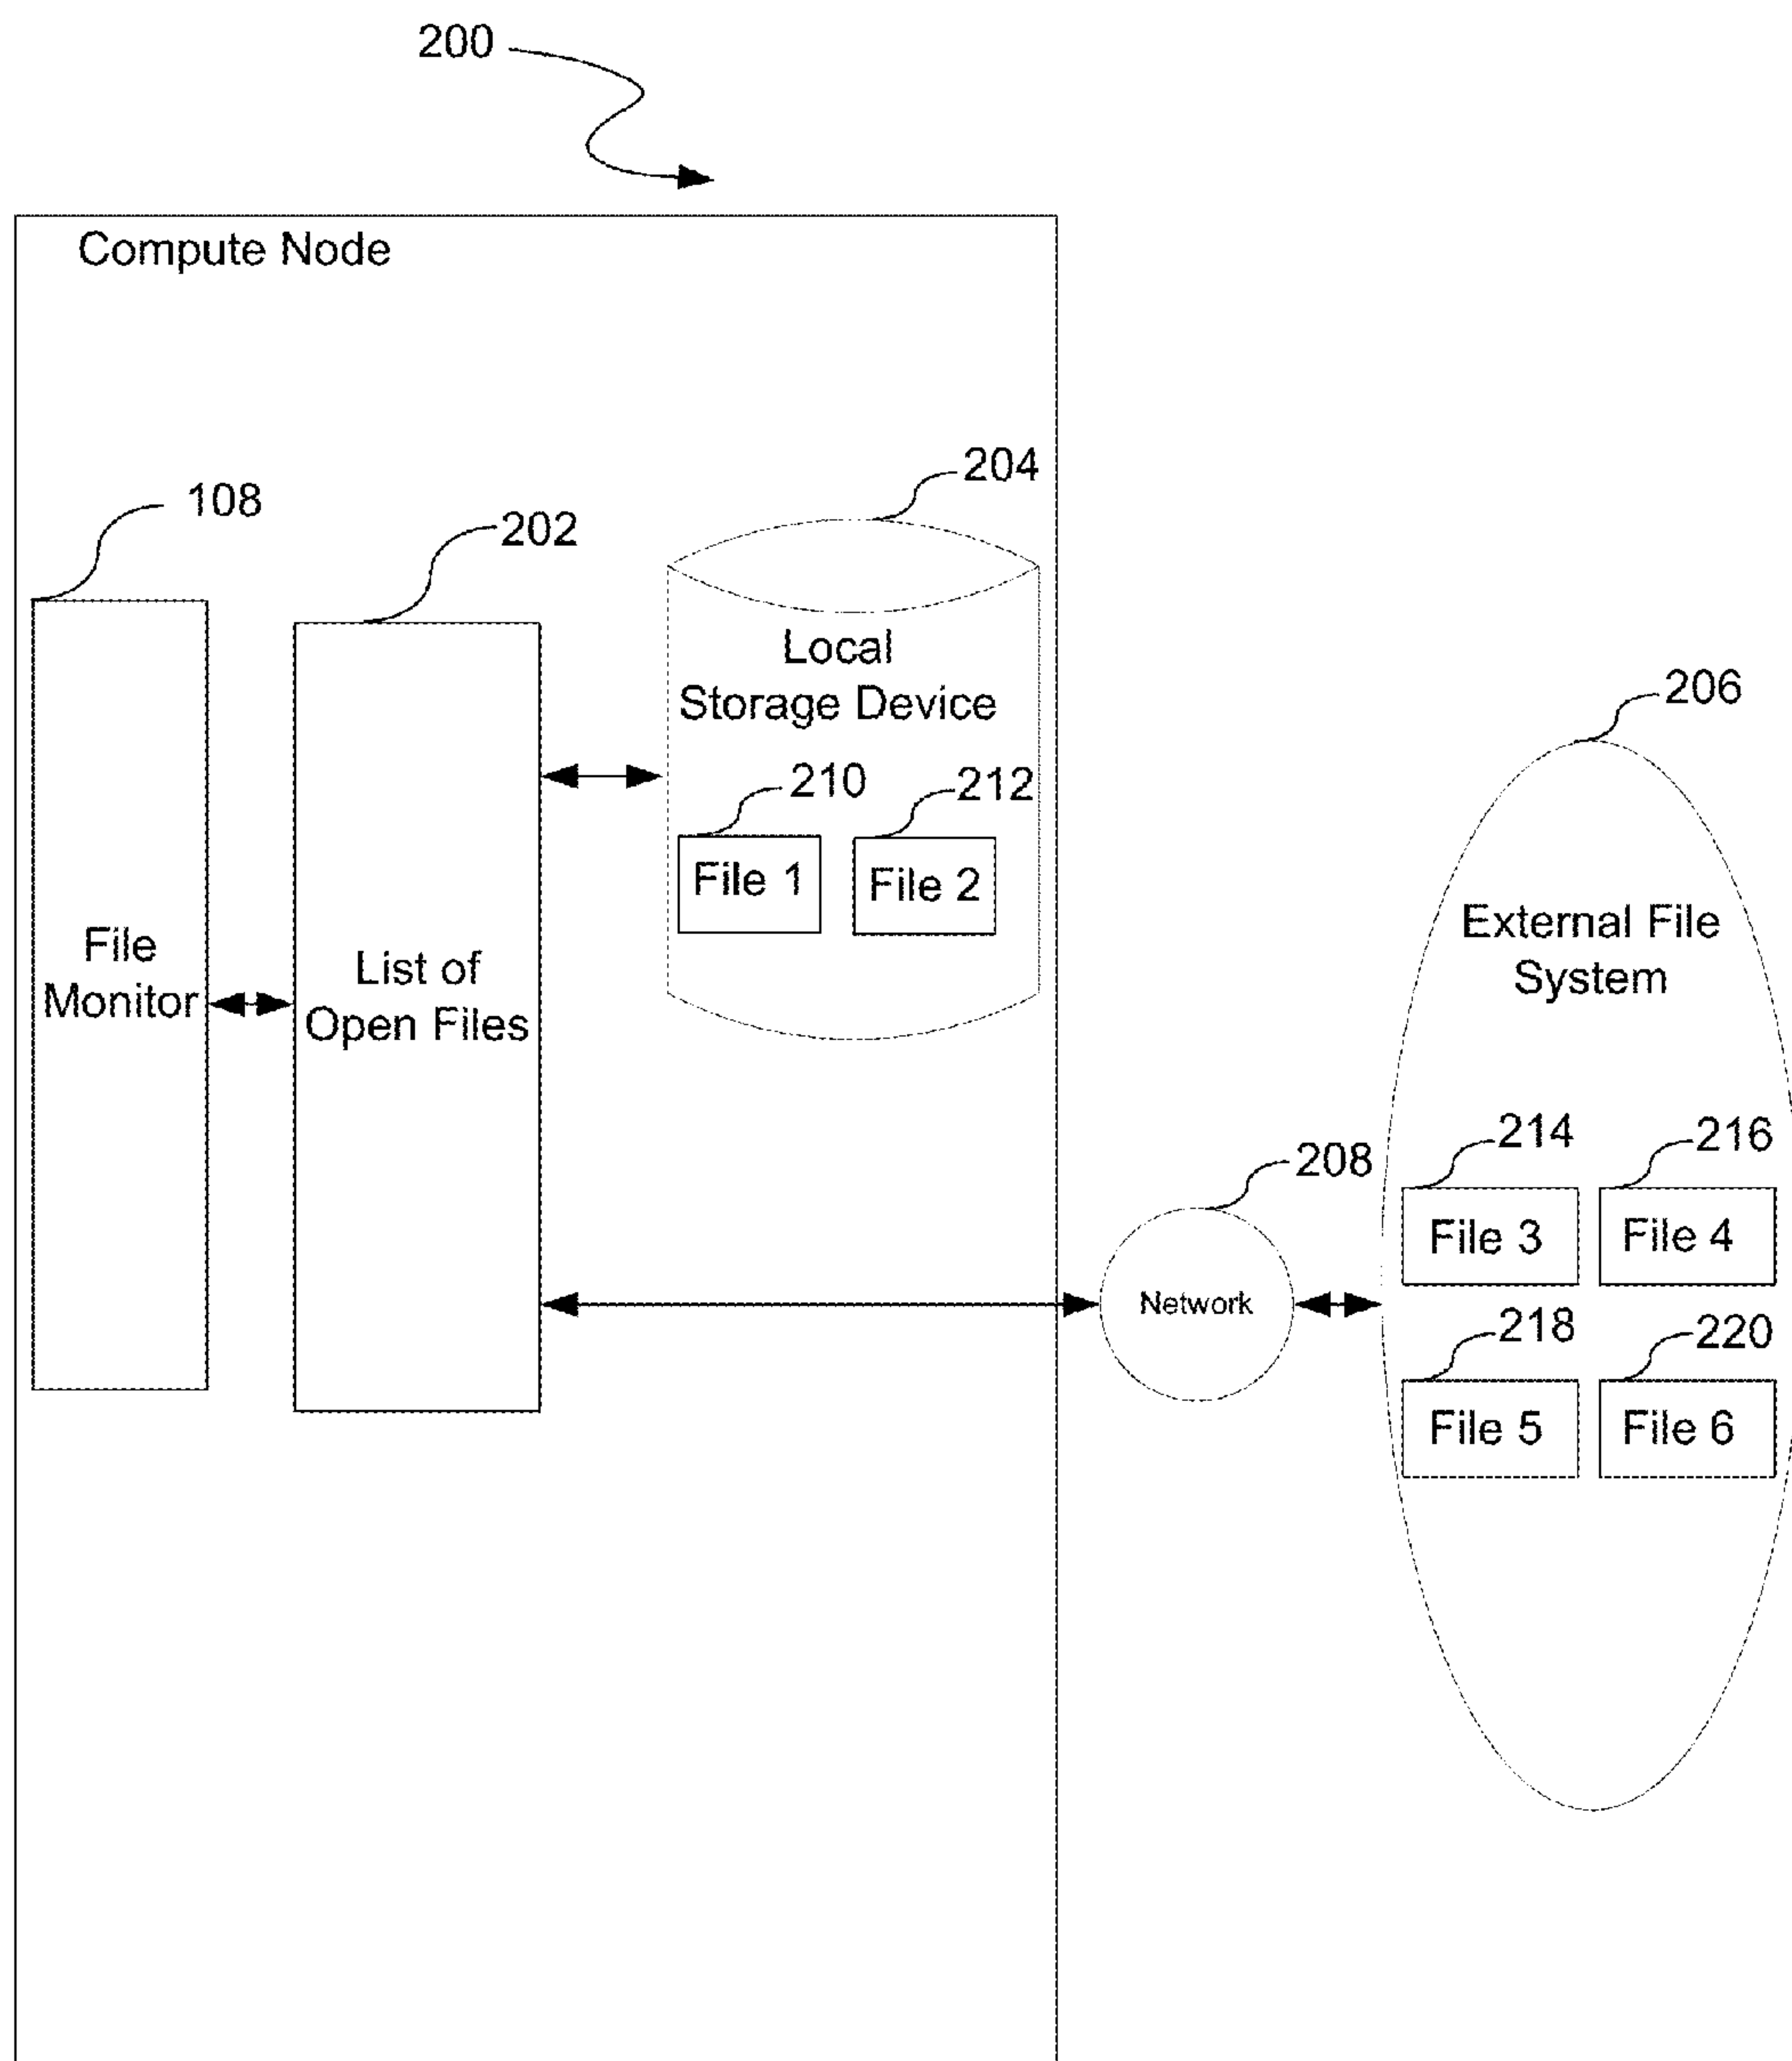 200
Compute Node
204
108
202
Local
Storage Device
206
210
212
File 1
File 2
External File
System
File
Monitor
List of
Open Files
208
214
216
File 3
File 4
Network
218
220
File 5
File 6